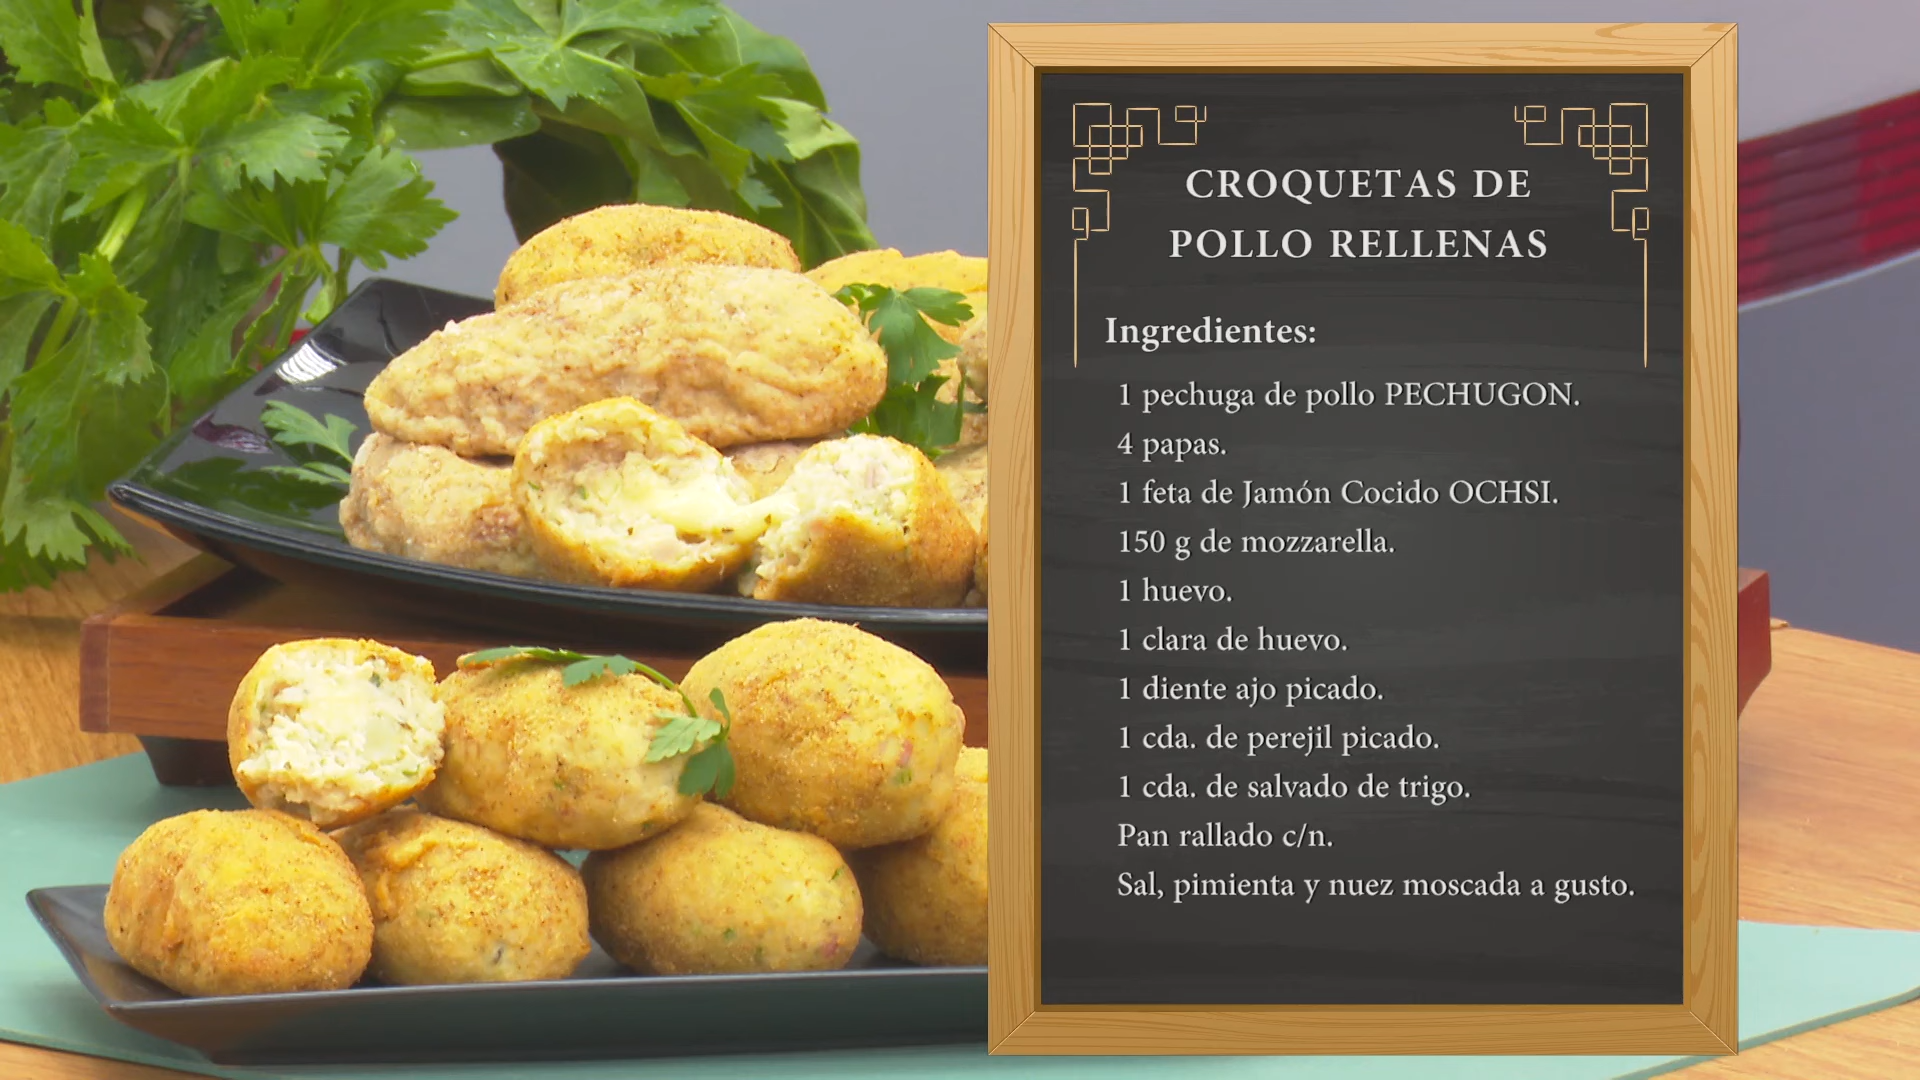 CROQUETAS DE
POLLO RELLENAS
Ingredientes:
1 pechuga de pollo PECHUGON.
4 papas.
1 feta de Jamón Cocido OCHSI.
150 g de mozzarella.
1 huevo.
1 clara de huevo.
1 diente ajo picado.
1 cda. de perejil picado.
1 cda. de salvado de trigo.
Pan rallado c/n.
Sal, pimienta y nuez moscada a gusto.